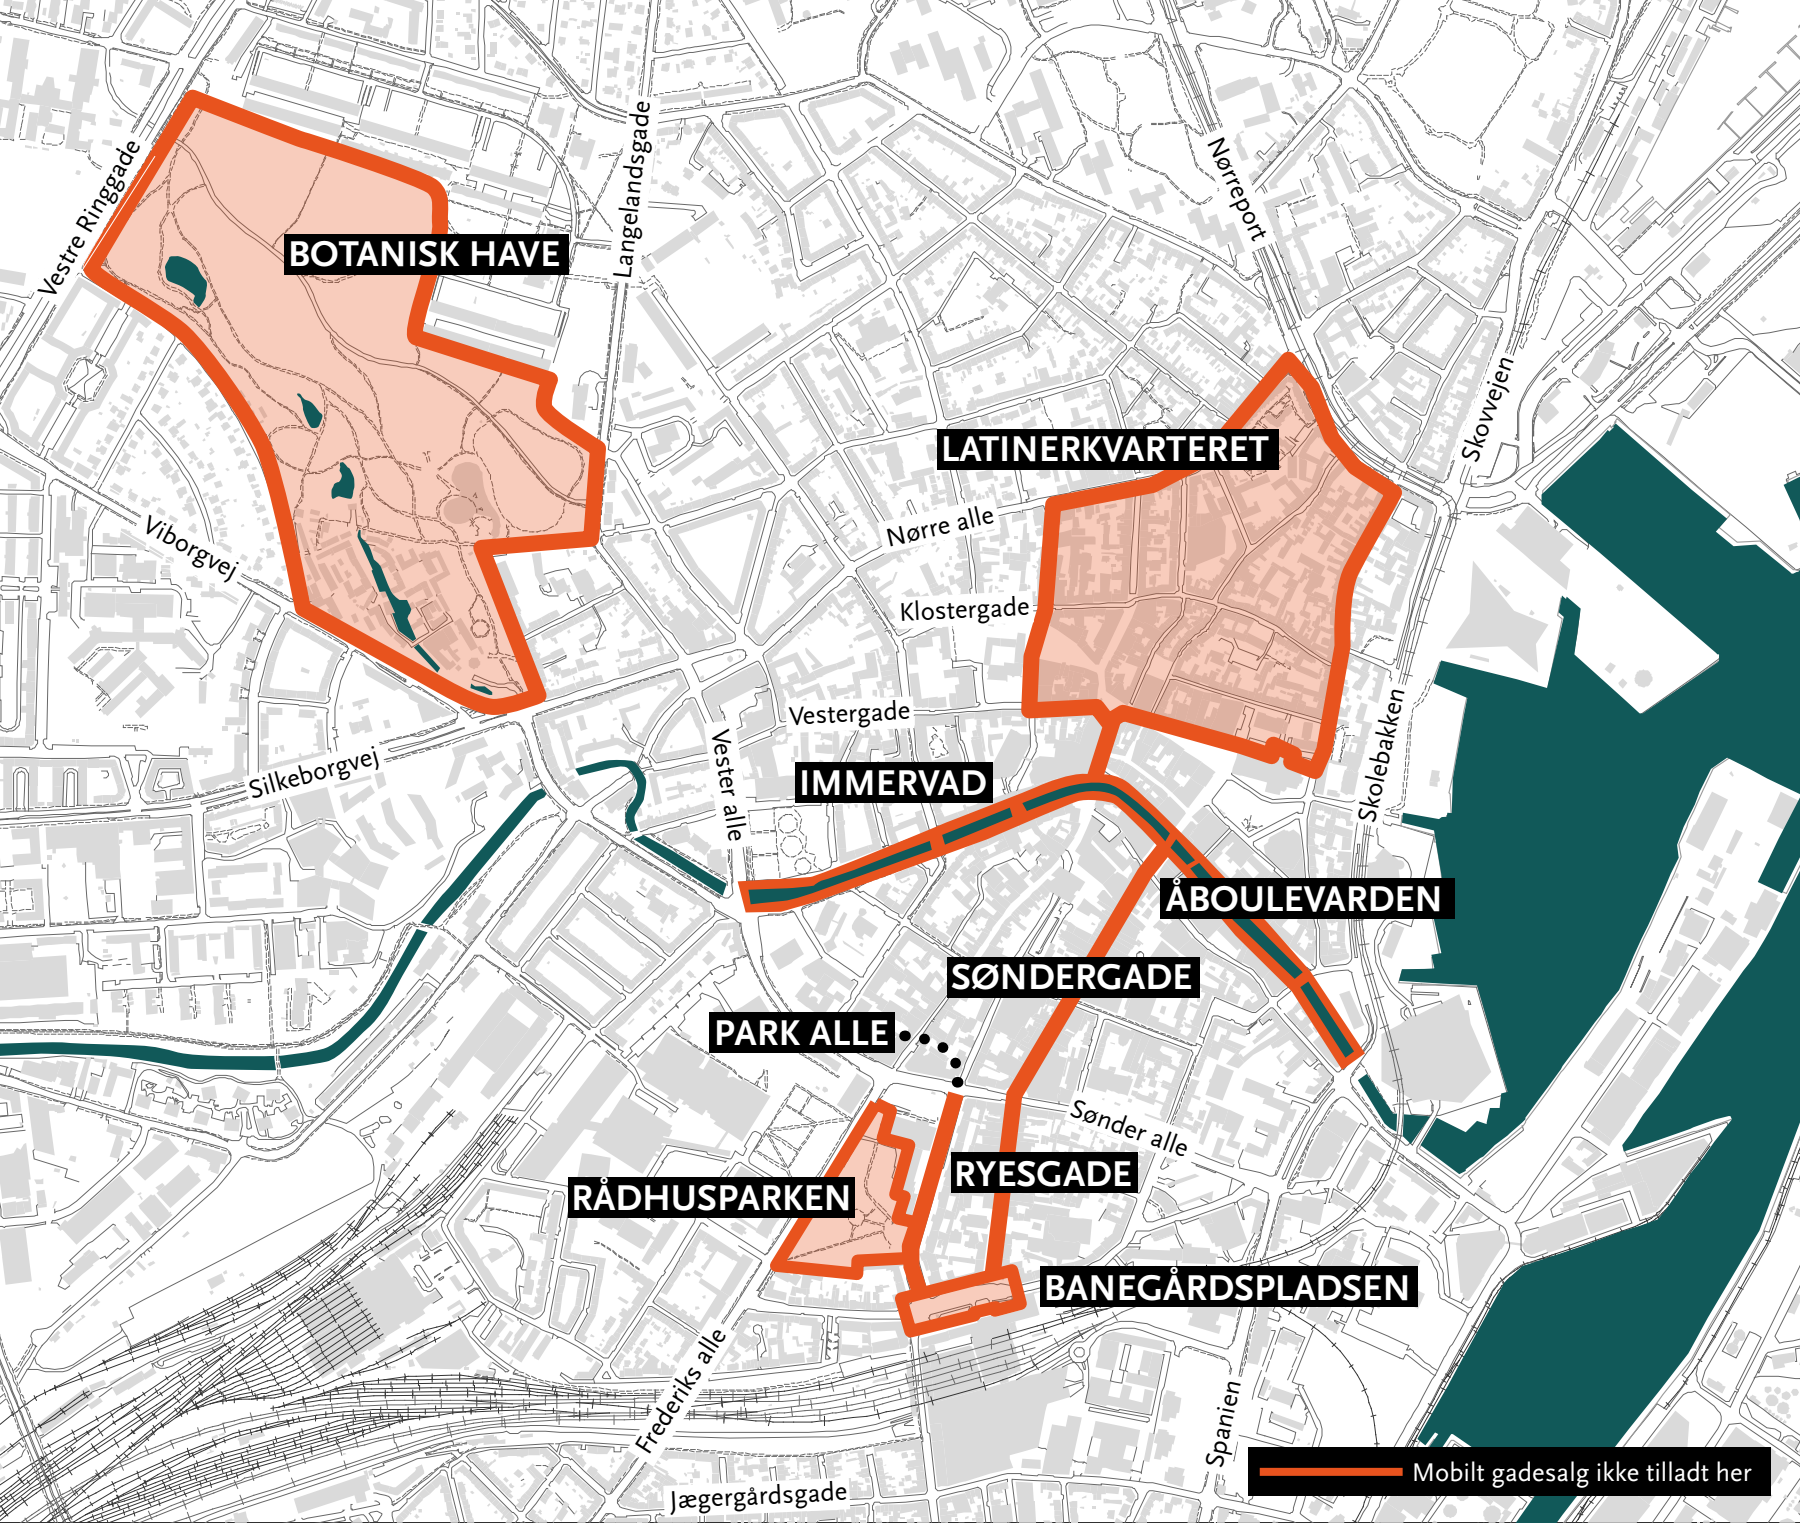 Vestre Ringgade
Langelandsgade
Nørreport
BOTANISK HAVE
Skovvejen
LATINERKVARTERET
Nørre alle
Viborgvej
Klostergade
Vestergade
Skolebakken
Vester alle
Silkeborgvej
IMMERVAD
ÅBOULEVARDEN
SØNDERGADE
PARK ALLE
Sønder alle
RYESGADE
RÅDHUSPARKEN
BANEGÅRDSPLADSEN
Frederiks alle
Spanien
Mobilt gadesalg ikke tilladt her
Jægergårdsgade